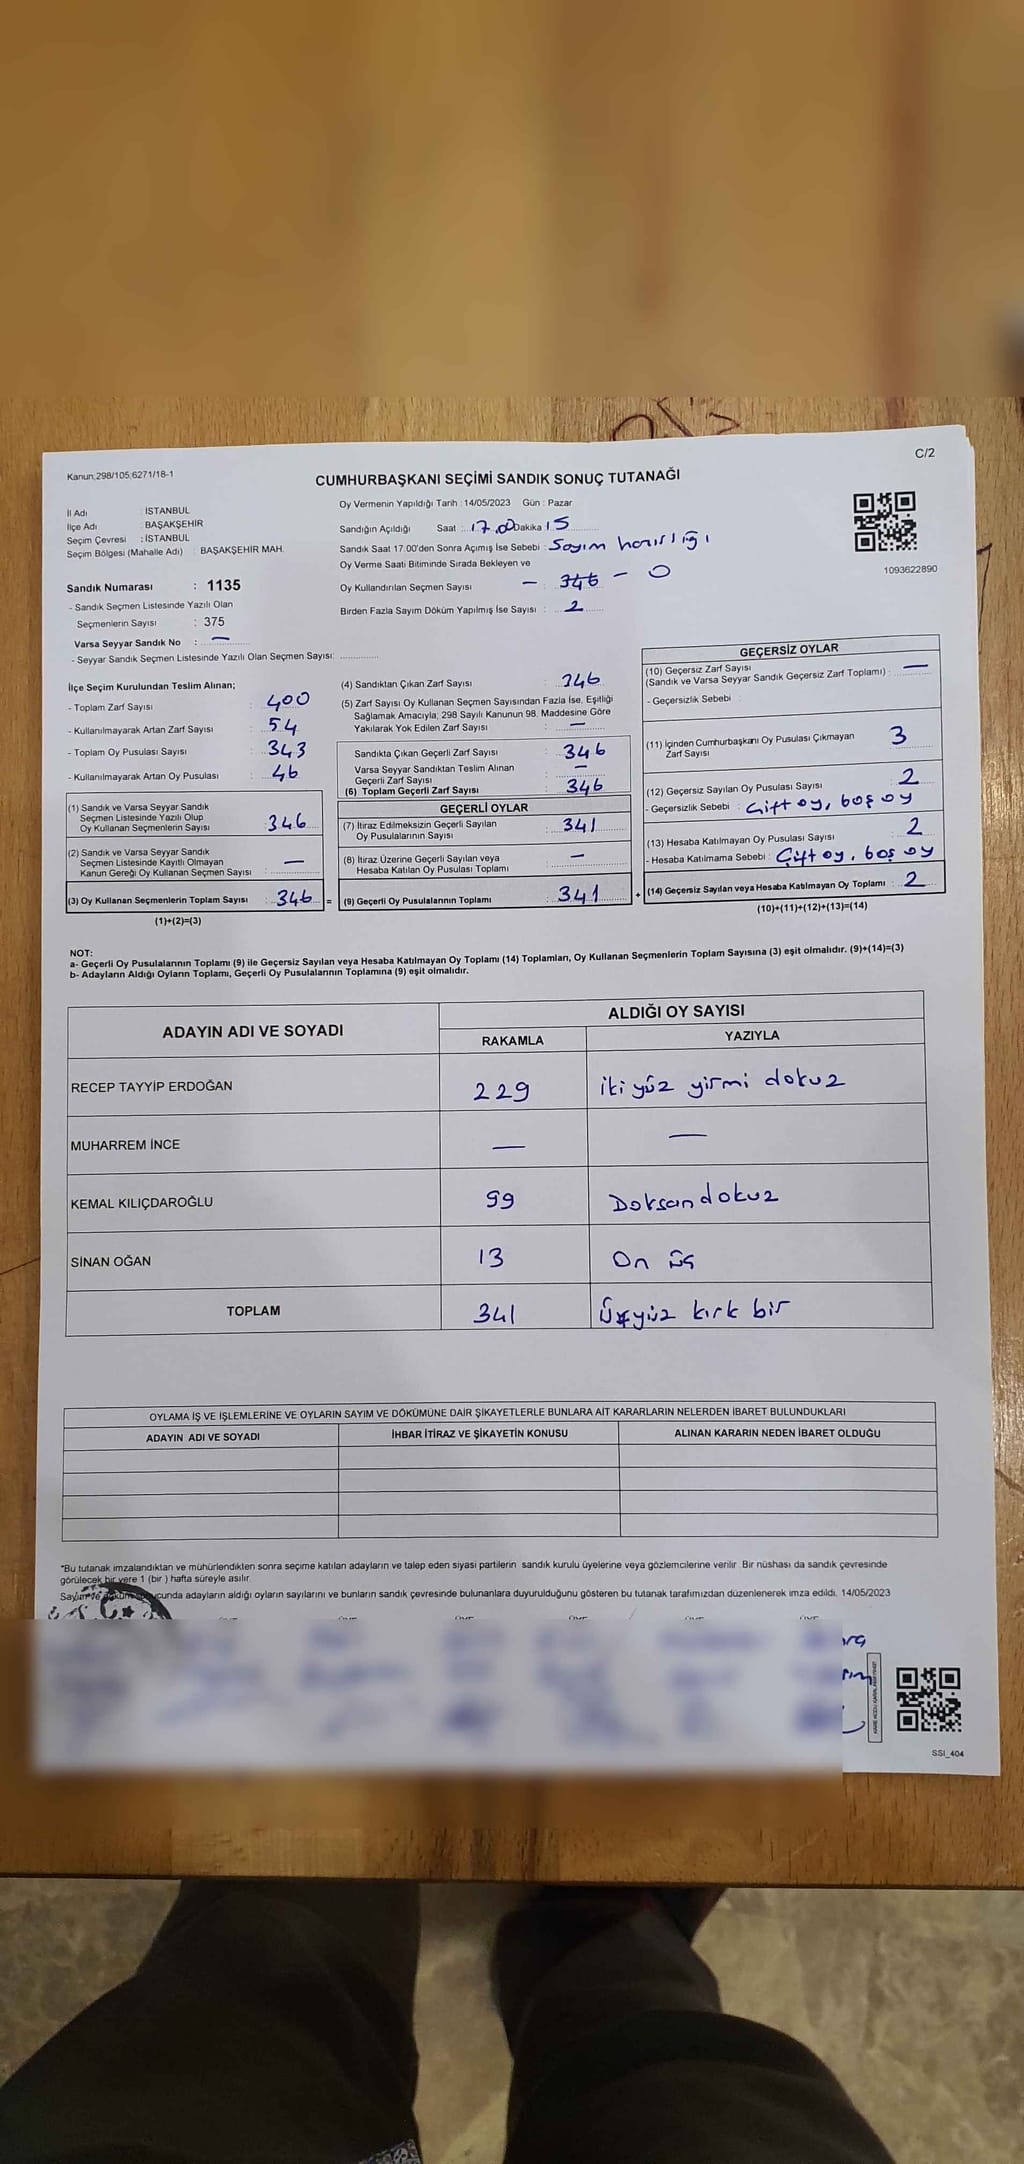 C/2
Kanun:298/105;6271/18-1
CUMHURBAŞKANI SEÇİMİ SANDIK SONUÇ TUTANAĞI
İl Adı : İSTANBUL
İlçe Adı : BAŞAKŞEHİR
Seçim Çevresi : İSTANBUL
Seçim Bölgesi (Mahalle Adı) : BAŞAKŞEHİR MAH.
Oy Vermenin Yapıldığı Tarih : 14/05/2023 Gün : Pazar
Sandığın Açıldığı Saat : 17.00 Dakika 15
Sandık Saat 17.00'den Sonra Açımış İse Sebebi : Sayım hazırlığı
Oy Verme Saati Bitiminde Sırada Bekleyen ve
Oy Kullandırılan Seçmen Sayısı - 346 - 0
Birden Fazla Sayım Döküm Yapılmış İse Sayısı : 2
1093622890
Sandık Numarası : 1135
- Sandık Seçmen Listesinde Yazılı Olan
Seçmenlerin Sayısı : 375
Varsa Seyyar Sandık No : —
- Seyyar Sandık Seçmen Listesinde Yazılı Olan Seçmen Sayısı:
İlçe Seçim Kurulundan Teslim Alınan;
- Toplam Zarf Sayısı : 400
- Kullanılmayarak Artan Zarf Sayısı : 54
- Toplam Oy Pusulası Sayısı : 343
- Kullanılmayarak Artan Oy Pusulası : 46
(1) Sandık ve Varsa Seyyar Sandık
Seçmen Listesinde Yazılı Olup
Oy Kullanan Seçmenlerin Sayısı : 346
(2) Sandık ve Varsa Seyyar Sandık
Seçmen Listesinde Kayıtlı Olmayan
Kanun Gereği Oy Kullanan Seçmen Sayısı : —
(3) Oy Kullanan Seçmenlerin Toplam Sayısı : 346 =
(1)+(2)=(3)
(4) Sandıktan Çıkan Zarf Sayısı : 346
(5) Zarf Sayısı Oy Kullanan Seçmen Sayısından Fazla İse, Eşitliği
Sağlamak Amacıyla; 298 Sayılı Kanunun 98. Maddesine Göre
Yakılarak Yok Edilen Zarf Sayısı : —
Sandıkta Çıkan Geçerli Zarf Sayısı : 346
Varsa Seyyar Sandıktan Teslim Alınan
Geçerli Zarf Sayısı : —
(6) Toplam Geçerli Zarf Sayısı : 346
GEÇERLİ OYLAR
(7) İtiraz Edilmeksizin Geçerli Sayılan
Oy Pusulalarının Sayısı : 341
(8) İtiraz Üzerine Geçerli Sayılan veya
Hesaba Katılan Oy Pusulası Toplamı : —
(9) Geçerli Oy Pusulalarının Toplamı : 341 +
GEÇERSİZ OYLAR
(10) Geçersiz Zarf Sayısı
(Sandık ve Varsa Seyyar Sandık Geçersiz Zarf Toplamı) : —
- Geçersizlik Sebebi :
(11) İçinden Cumhurbaşkanı Oy Pusulası Çıkmayan
Zarf Sayısı : 3
(12) Geçersiz Sayılan Oy Pusulası Sayısı : 2
- Geçersizlik Sebebi : Çift oy, boş oy
(13) Hesaba Katılmayan Oy Pusulası Sayısı : 2
- Hesaba Katılmama Sebebi : Çift oy, boş oy
(14) Geçersiz Sayılan veya Hesaba Katılmayan Oy Toplamı : 2
(10)+(11)+(12)+(13)=(14)
NOT:
a- Geçerli Oy Pusulalarının Toplamı (9) ile Geçersiz Sayılan veya Hesaba Katılmayan Oy Toplamı (14) Toplamları, Oy Kullanan Seçmenlerin Toplam Sayısına (3) eşit olmalıdır. (9)+(14)=(3)
b- Adayların Aldığı Oyların Toplamı, Geçerli Oy Pusulalarının Toplamına (9) eşit olmalıdır.
ADAYIN ADI VE SOYADI
ALDIĞI OY SAYISI
RAKAMLA YAZIYLA
RECEP TAYYİP ERDOĞAN 229 iki yüz yirmi dokuz
MUHARREM İNCE — —
KEMAL KILIÇDAROĞLU 99 Doksan dokuz
SİNAN OĞAN 13 On üç
TOPLAM 341 Üçyüz kırk bir
OYLAMA İŞ VE İŞLEMLERİNE VE OYLARIN SAYIM VE DÖKÜMÜNE DAİR ŞİKAYETLERLE BUNLARA AİT KARARLARIN NELERDEN İBARET BULUNDUKLARI
ADAYIN ADI VE SOYADI İHBAR İTİRAZ VE ŞİKAYETİN KONUSU ALINAN KARARIN NEDEN İBARET OLDUĞU
*Bu tutanak imzalandıktan ve mühürlendikten sonra seçime katılan adayların ve talep eden siyasi partilerin sandık kurulu üyelerine veya gözlemcilerine verilir. Bir nüshası da sandık çevresinde
görülecek bir yere 1 (bir ) hafta süreyle asılır.
Sayım ve adayların aldığı oyların sayılarını ve bunların sandık çevresinde bulunanlara duyurulduğunu gösteren bu tutanak tarafımızdan düzenlenerek imza edildi. 14/05/2023
SSI_404